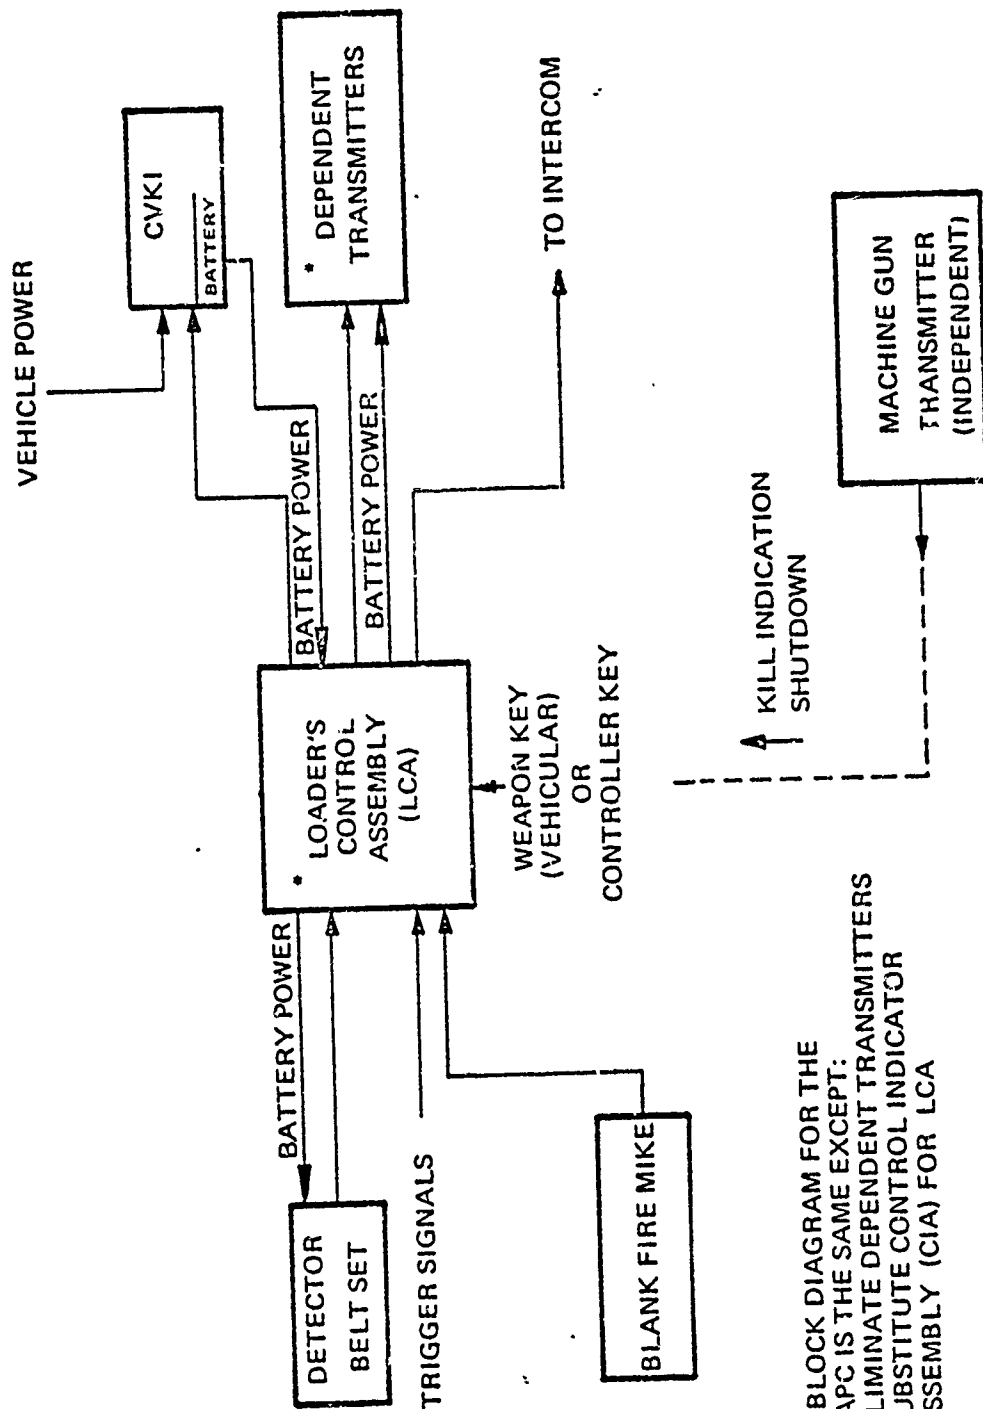 VEHICLE POWER
CVKI
BATTERY
* DEPENDENT
TRANSMITTERS
TO INTERCOM
MACHINE GUN
TRANSMITTER
(INDEPENDENT)
BATTERY POWER
BATTERY POWER
KILL INDICATION
SHUTDOWN
* LOADER'S
CONTROL
ASSEMBLY
(LCA)
WEAPON KEY
(VEHICULAR)
OR
CONTROLLER KEY
BATTERY POWER
DETECTOR
BELT SET
TRIGGER SIGNALS
BLANK FIRE MIKE
BLOCK DIAGRAM FOR THE
APC IS THE SAME EXCEPT:
LIMINATE DEPENDENT TRANSMITTERS
UBSTITUTE CONTROL INDICATOR
SSEMBLY (CIA) FOR LCA